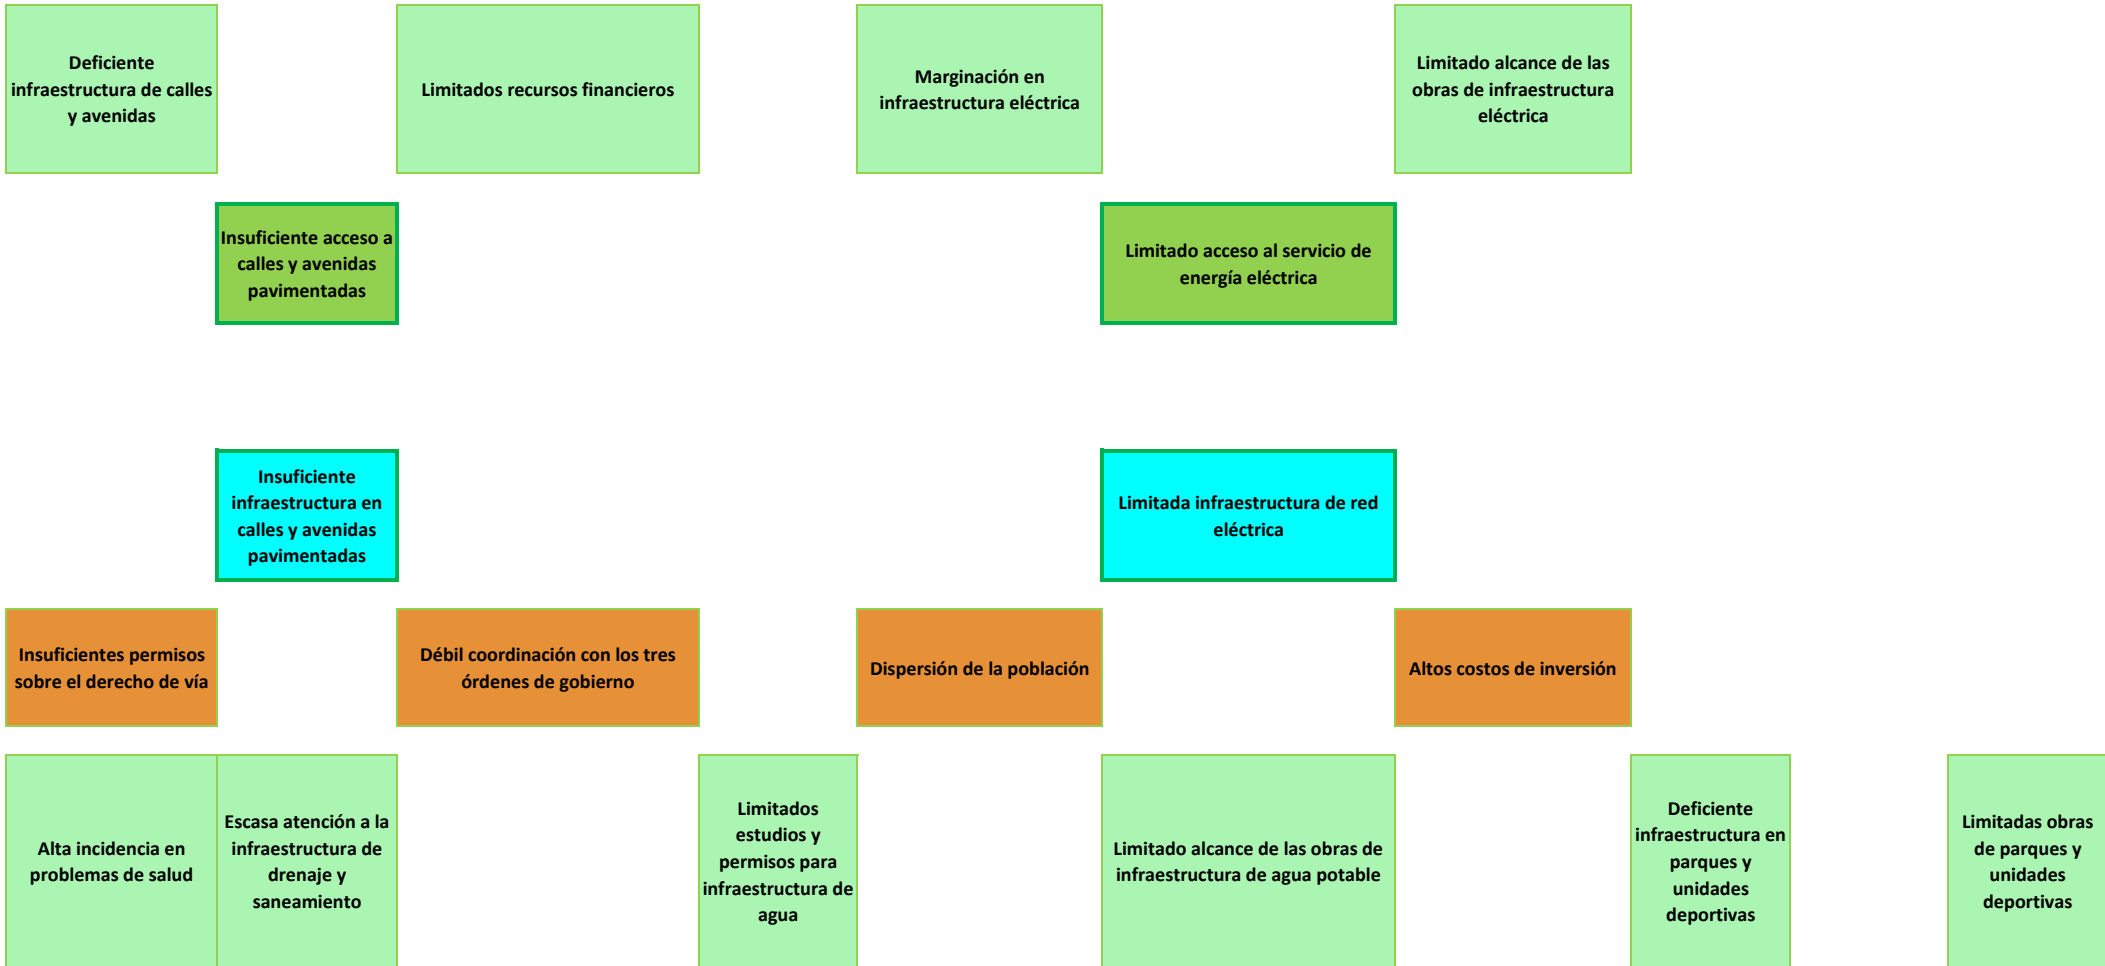 Deficiente
infraestructura de calles
y avenidas
Limitados recursos financieros
Marginación en
infraestructura eléctrica
Limitado alcance de las
obras de infraestructura
eléctrica
Insuficiente acceso a
calles y avenidas
pavimentadas
Limitado acceso al servicio de
energía eléctrica
Insuficiente
infraestructura en
calles y avenidas
pavimentadas
Limitada infraestructura de red
eléctrica
Insuficientes permisos
sobre el derecho de vía
Débil coordinación con los tres
órdenes de gobierno
Dispersión de la población
Altos costos de inversión
Alta incidencia en
problemas de salud
Escasa atención a la
infraestructura de
drenaje y
saneamiento
Limitados
estudios y
permisos para
infraestructura de
agua
Limitado alcance de las obras de
infraestructura de agua potable
Deficiente
infraestructura en
parques y
unidades
deportivas
Limitadas obras
de parques y
unidades
deportivas